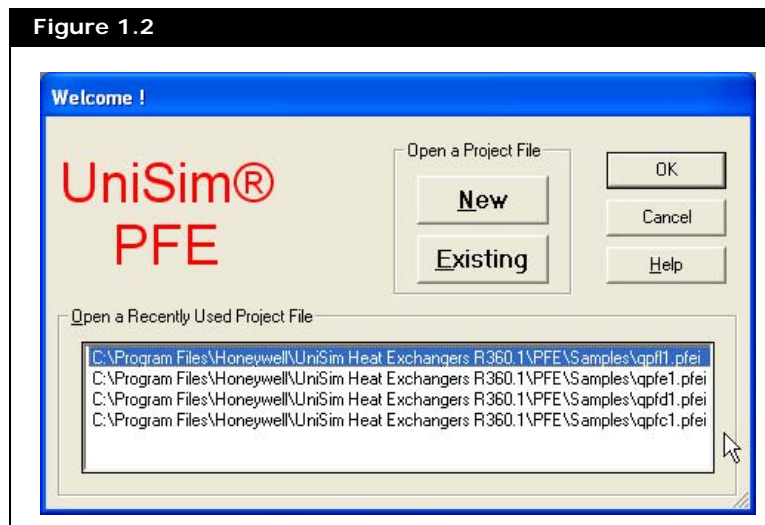 Figure 1.2
Welcome !
UniSim®
PFE
Open a Project File
New
Existing
OK
Cancel
Help
Open a Recently Used Project File
C:\Program Files\Honeywell\UniSim Heat Exchangers R360.1\PFE\Samples\qpfl1.pfei
C:\Program Files\Honeywell\UniSim Heat Exchangers R360.1\PFE\Samples\qpfe1.pfei
C:\Program Files\Honeywell\UniSim Heat Exchangers R360.1\PFE\Samples\qpfd1.pfei
C:\Program Files\Honeywell\UniSim Heat Exchangers R360.1\PFE\Samples\qpfc1.pfei